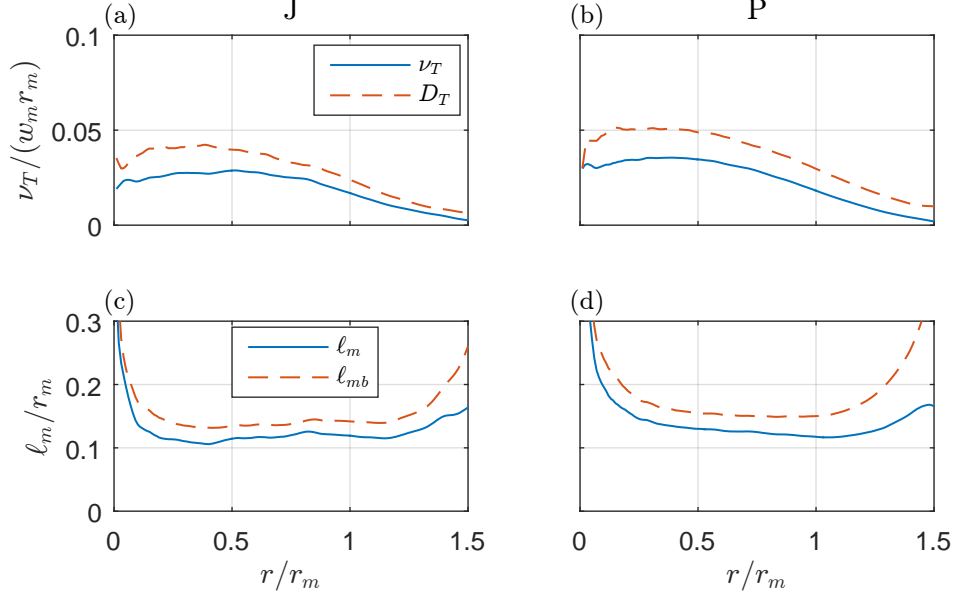 J P
(a) (b)
0.1
0.05
0
ν_T/(w_m r_m)
ν_T
D_T
(c) (d)
0.3
0.2
0.1
0
ℓ_m/r_m
ℓ_m
ℓ_mb
0 0.5 1 1.5 0 0.5 1 1.5
r/r_m r/r_m